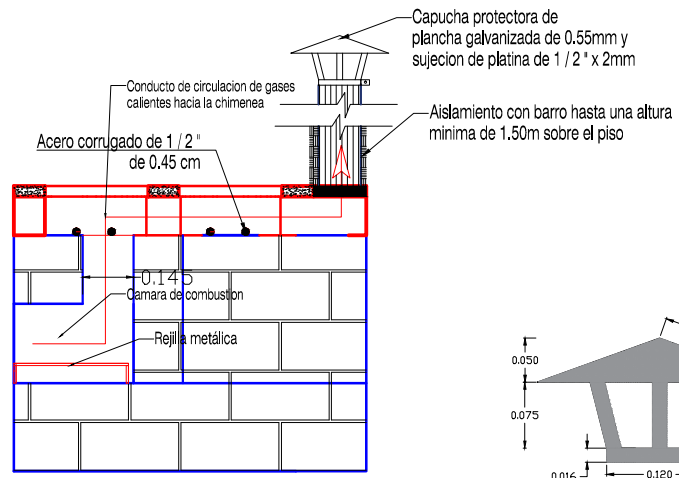 Capucha protectora de
plancha galvanizada de 0.55mm y
sujecion de platina de 1 / 2 " x 2mm
Conducto de circulacion de gases
calientes hacia la chimenea
Aislamiento con barro hasta una altura
minima de 1.50m sobre el piso
Acero corrugado de 1 / 2 "
de 0.45 cm
0.145
Camara de combustion
Rejilla metálica
0.050
0.075
0.016
0.120